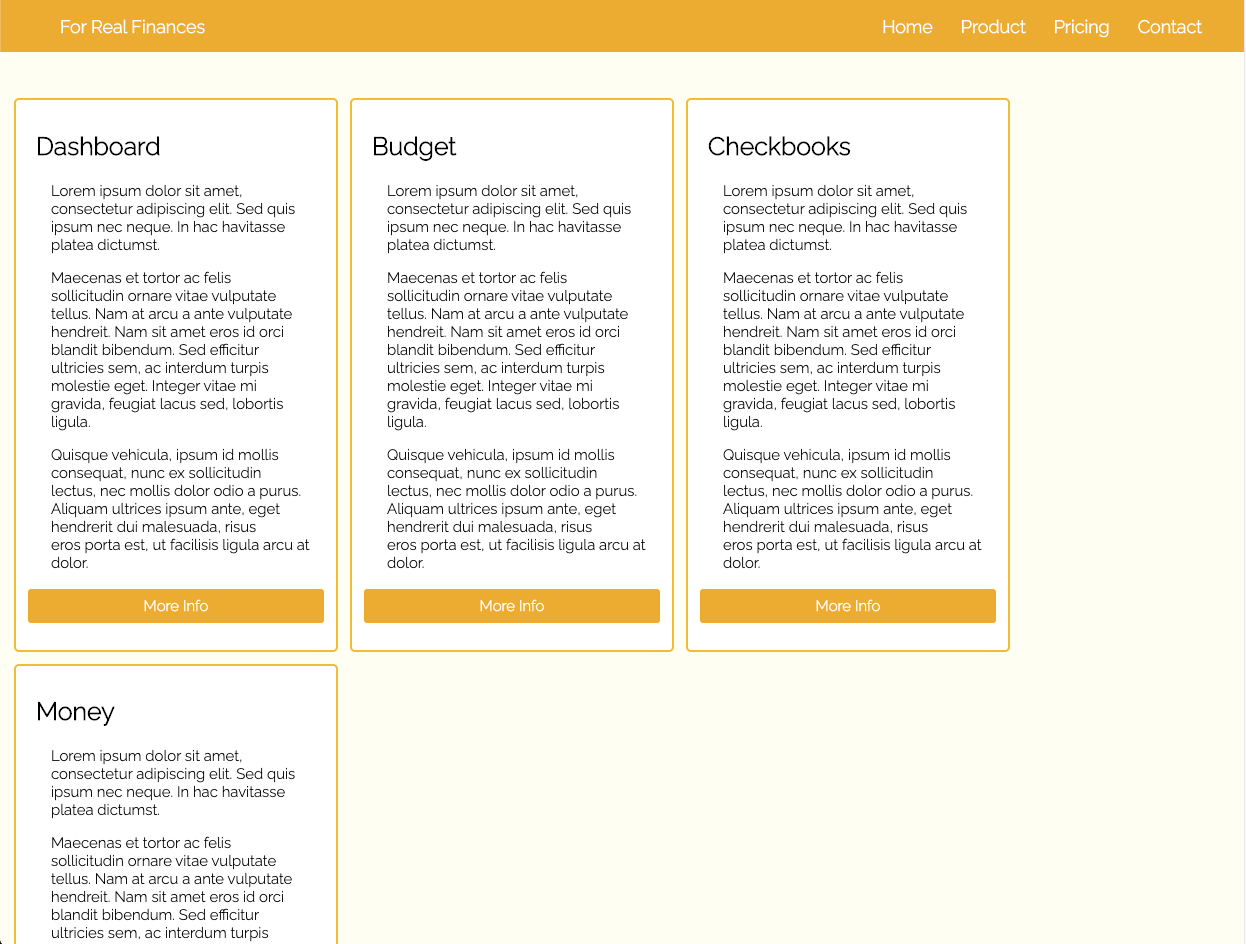 For Real Finances
Home Product Pricing Contact
Dashboard
Lorem ipsum dolor sit amet,
consectetur adipiscing elit. Sed quis
ipsum nec neque. In hac havitasse
platea dictumst.
Maecenas et tortor ac felis
sollicitudin ornare vitae vulputate
tellus. Nam at arcu a ante vulputate
hendreit. Nam sit amet eros id orci
blandit bibendum. Sed efficitur
ultricies sem, ac interdum turpis
molestie eget. Integer vitae mi
gravida, feugiat lacus sed, lobortis
ligula.
Quisque vehicula, ipsum id mollis
consequat, nunc ex sollicitudin
lectus, nec mollis dolor odio a purus.
Aliquam ultrices ipsum ante, eget
hendrerit dui malesuada, risus
eros porta est, ut facilisis ligula arcu at
dolor.
More Info
Budget
Lorem ipsum dolor sit amet,
consectetur adipiscing elit. Sed quis
ipsum nec neque. In hac havitasse
platea dictumst.
Maecenas et tortor ac felis
sollicitudin ornare vitae vulputate
tellus. Nam at arcu a ante vulputate
hendreit. Nam sit amet eros id orci
blandit bibendum. Sed efficitur
ultricies sem, ac interdum turpis
molestie eget. Integer vitae mi
gravida, feugiat lacus sed, lobortis
ligula.
Quisque vehicula, ipsum id mollis
consequat, nunc ex sollicitudin
lectus, nec mollis dolor odio a purus.
Aliquam ultrices ipsum ante, eget
hendrerit dui malesuada, risus
eros porta est, ut facilisis ligula arcu at
dolor.
More Info
Checkbooks
Lorem ipsum dolor sit amet,
consectetur adipiscing elit. Sed quis
ipsum nec neque. In hac havitasse
platea dictumst.
Maecenas et tortor ac felis
sollicitudin ornare vitae vulputate
tellus. Nam at arcu a ante vulputate
hendreit. Nam sit amet eros id orci
blandit bibendum. Sed efficitur
ultricies sem, ac interdum turpis
molestie eget. Integer vitae mi
gravida, feugiat lacus sed, lobortis
ligula.
Quisque vehicula, ipsum id mollis
consequat, nunc ex sollicitudin
lectus, nec mollis dolor odio a purus.
Aliquam ultrices ipsum ante, eget
hendrerit dui malesuada, risus
eros porta est, ut facilisis ligula arcu at
dolor.
More Info
Money
Lorem ipsum dolor sit amet,
consectetur adipiscing elit. Sed quis
ipsum nec neque. In hac havitasse
platea dictumst.
Maecenas et tortor ac felis
sollicitudin ornare vitae vulputate
tellus. Nam at arcu a ante vulputate
hendreit. Nam sit amet eros id orci
blandit bibendum. Sed efficitur
ultricies sem, ac interdum turpis